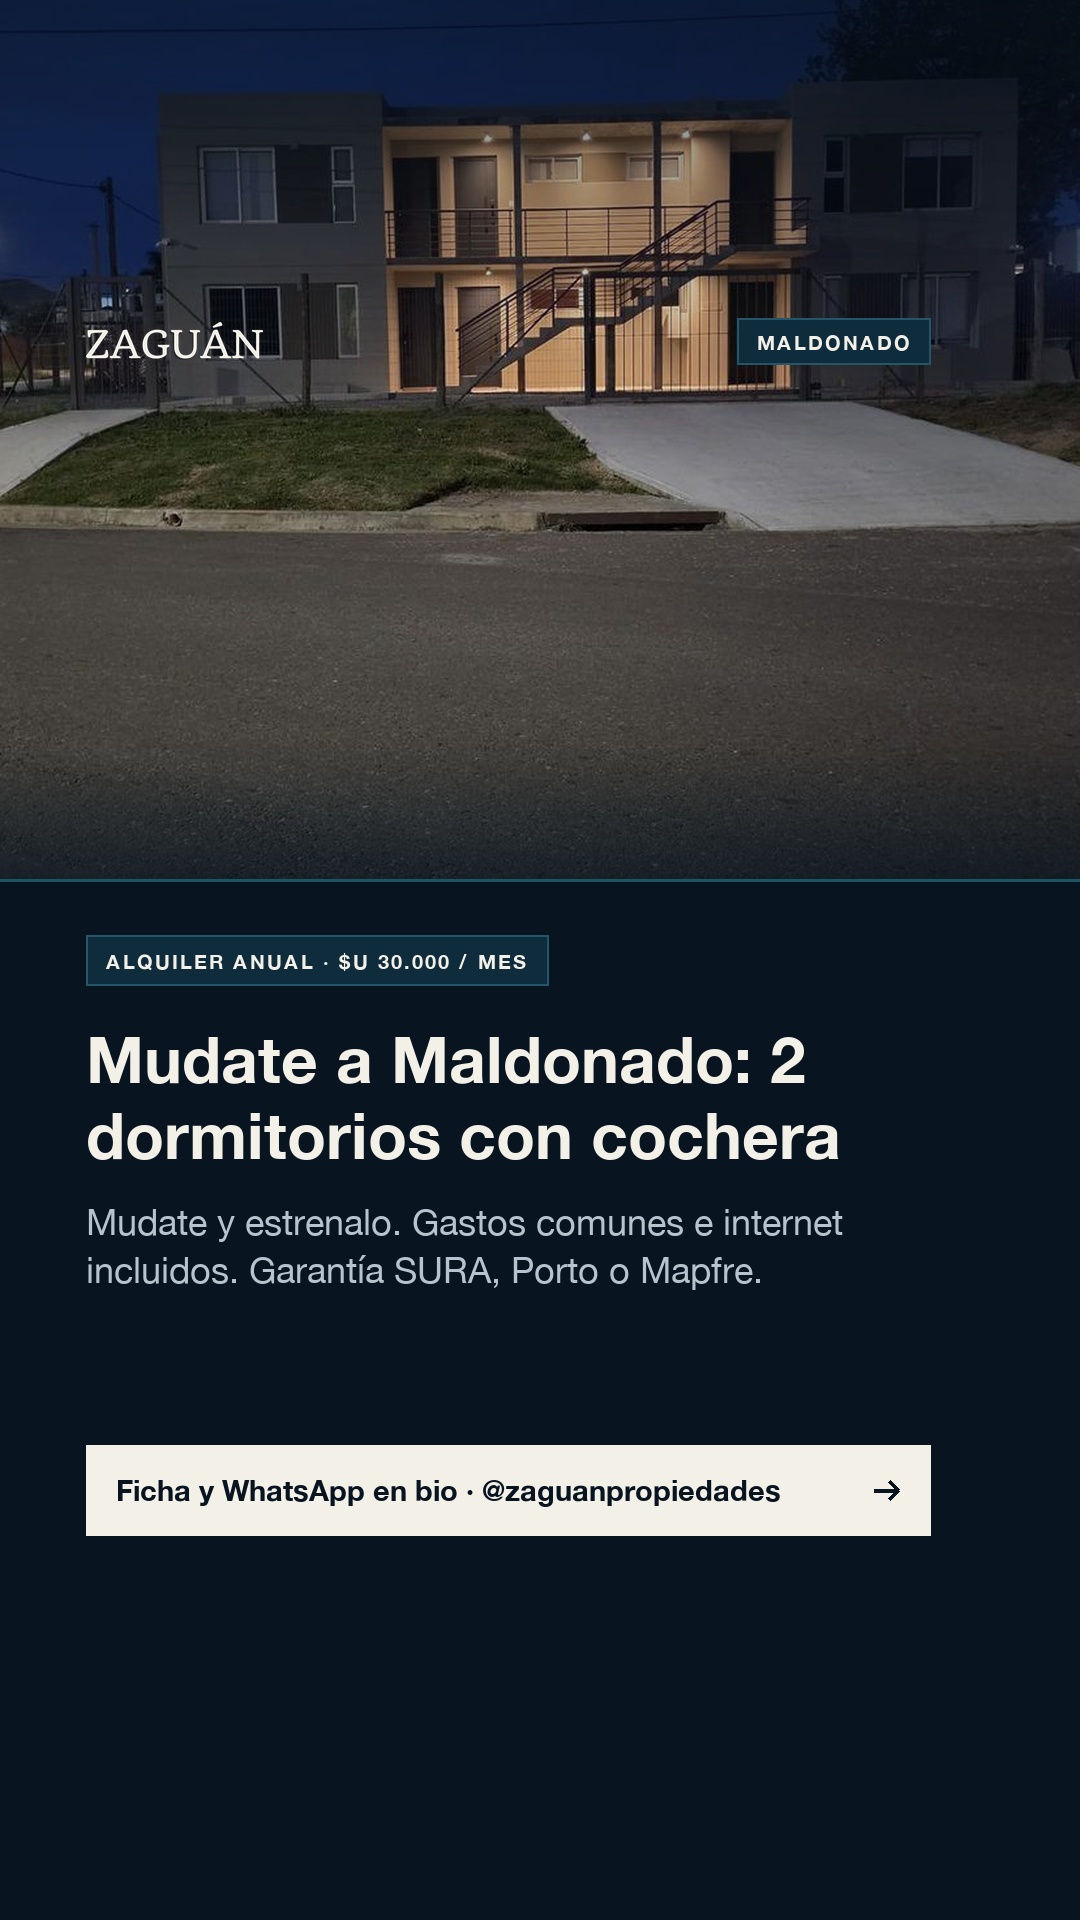 ZAGUÁN
MALDONADO
ALQUILER ANUAL · $U 30.000 / MES
Mudate a Maldonado: 2
dormitorios con cochera
Mudate y estrenalo. Gastos comunes e internet
incluidos. Garantía SURA, Porto o Mapfre.
Ficha y WhatsApp en bio · @zaguanpropiedades →